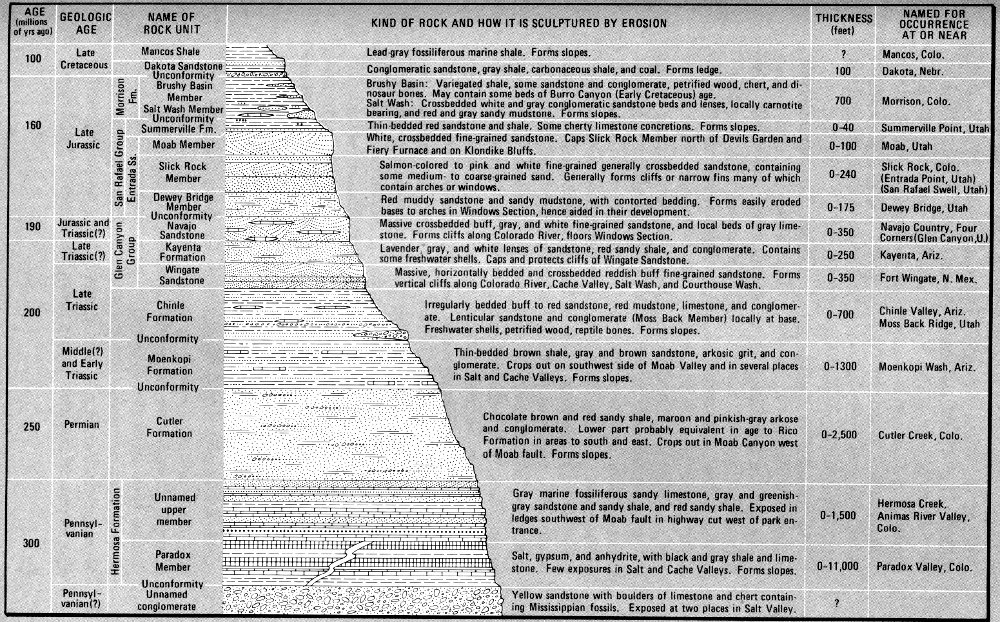 AGE
(millions
of yrs ago)
GEOLOGIC
AGE
NAME OF
ROCK UNIT
KIND OF ROCK AND HOW IT IS SCULPTURED BY EROSION
THICKNESS
(feet)
NAMED FOR
OCCURRENCE
AT OR NEAR
100
Late
Cretaceous
Mancos Shale
Lead-gray fossiliferous marine shale. Forms slopes.
?
Mancos, Colo.
Dakota Sandstone
Conglomeratic sandstone, gray shale, carbonaceous shale, and coal. Forms ledge.
100
Dakota, Nebr.
Unconformity
160
Late
Jurassic
Morrison
Fm.
Brushy Basin
Member
Salt Wash Member
Brushy Basin: Variegated shale, some sandstone and conglomerate, petrified wood, chert, and di-
nosaur bones. May contain some beds of Burro Canyon (Early Cretaceous) age.
Salt Wash: Crossbedded white and gray conglomeratic sandstone beds and lenses, locally carnotite
bearing, and red and gray sandy mudstone. Forms slopes.
700
Morrison, Colo.
Unconformity
San Rafael Group
Summerville Fm.
Thin-bedded red sandstone and shale. Some cherty limestone concretions. Forms slopes.
0-40
Summerville Point, Utah
Entrada Ss.
Moab Member
White, crossbedded fine-grained sandstone. Caps Slick Rock Member north of Devils Garden and
Fiery Furnace and on Klondike Bluffs.
0-100
Moab, Utah
Slick Rock
Member
Salmon-colored to pink and white fine-grained generally crossbedded sandstone, containing
some medium- to coarse-grained sand. Generally forms cliffs or narrow fins many of which
contain arches or windows.
0-240
Slick Rock, Colo.
(Entrada Point, Utah)
(San Rafael Swell, Utah)
Dewey Bridge
Member
Red muddy sandstone and sandy mudstone, with contorted bedding. Forms easily eroded
bases to arches in Windows Section, hence aided in their development.
0-175
Dewey Bridge, Utah
Unconformity
190
Jurassic and
Triassic(?)
Glen Canyon
Group
Navajo
Sandstone
Massive crossbedded buff, gray, and white fine-grained sandstone, and local beds of gray lime-
stone. Forms cliffs along Colorado River, floors Windows Section.
0-350
Navajo Country, Four
Corners(Glen Canyon,U.)
Late
Triassic(?)
Kayenta
Formation
Lavender, gray, and white lenses of sandstone, red sandy shale, and conglomerate. Contains
some freshwater shells. Caps and protects cliffs of Wingate Sandstone.
0-250
Kayenta, Ariz.
Wingate
Sandstone
Massive, horizontally bedded and crossbedded reddish buff fine-grained sandstone. Forms
vertical cliffs along Colorado River, Cache Valley, Salt Wash, and Courthouse Wash.
0-350
Fort Wingate, N. Mex.
200
Late
Triassic
Chinle
Formation
Irregularly bedded buff to red sandstone, red mudstone, limestone, and conglomer-
ate. Lenticular sandstone and conglomerate (Moss Back Member) locally at base.
Freshwater shells, petrified wood, reptile bones. Forms slopes.
0-700
Chinle Valley, Ariz.
Moss Back Ridge, Utah
Unconformity
Middle(?)
and Early
Triassic
Moenkopi
Formation
Thin-bedded brown shale, gray and brown sandstone, arkosic grit, and con-
glomerate. Crops out on southwest side of Moab Valley and in several places
in Salt and Cache Valleys. Forms slopes.
0-1300
Moenkopi Wash, Ariz.
Unconformity
250
Permian
Cutler
Formation
Chocolate brown and red sandy shale, maroon and pinkish-gray arkose
and conglomerate. Lower part probably equivalent in age to Rico
Formation in areas to south and east. Crops out in Moab Canyon west
of Moab fault. Forms slopes.
0-2,500
Cutler Creek, Colo.
300
Pennsyl-
vanian
Hermosa Formation
Unnamed
upper
member
Gray marine fossiliferous sandy limestone, gray and greenish-
gray sandstone and sandy shale, and red sandy shale. Exposed in
ledges southwest of Moab fault in highway cut west of park en-
trance.
0-1,500
Hermosa Creek,
Animas River Valley,
Colo.
Paradox
Member
Salt, gypsum, and anhydrite, with black and gray shale and lime-
stone. Few exposures in Salt and Cache Valleys. Forms slopes.
0-11,000
Paradox Valley, Colo.
Unconformity
Pennsyl-
vanian(?)
Unnamed
conglomerate
Yellow sandstone with boulders of limestone and chert contain-
ing Mississippian fossils. Exposed at two places in Salt Valley.
?